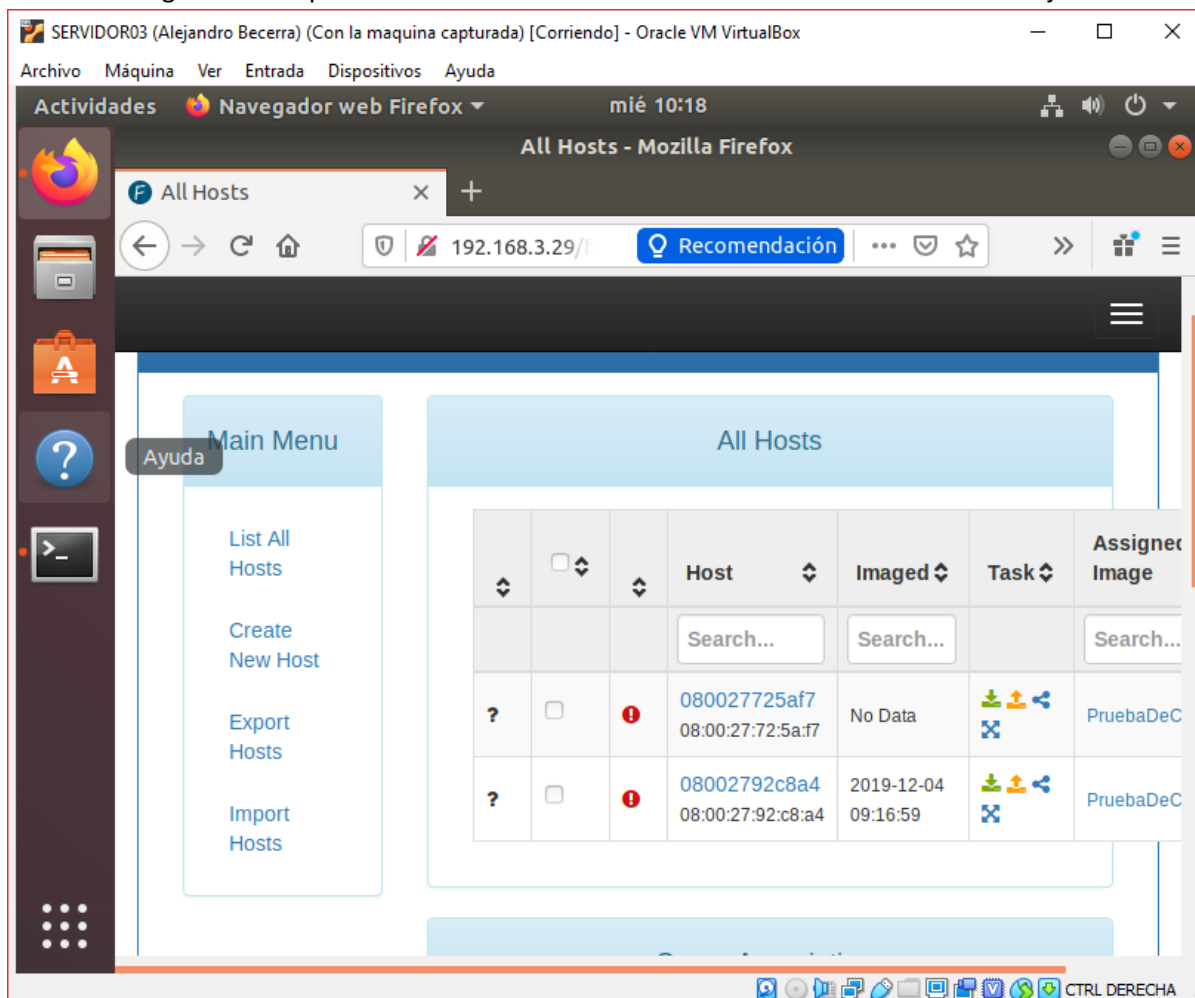 SERVIDOR03 (Alejandro Becerra) (Con la maquina capturada) [Corriendo] - Oracle VM VirtualBox
Archivo Máquina Ver Entrada Dispositivos Ayuda
Actividades Navegador web Firefox mié 10:18
All Hosts - Mozilla Firefox
All Hosts
192.168.3.29/f Recomendación
Main Menu
Ayuda
List All
Hosts
Create
New Host
Export
Hosts
Import
Hosts
All Hosts
Host Imaged Task Assigned
Image
Search... Search... Search...
? 080027725af7
08:00:27:72:5a:f7 No Data PruebaDeC
? 08002792c8a4 2019-12-04
08:00:27:92:c8:a4 09:16:59 PruebaDeC
CTRL DERECHA